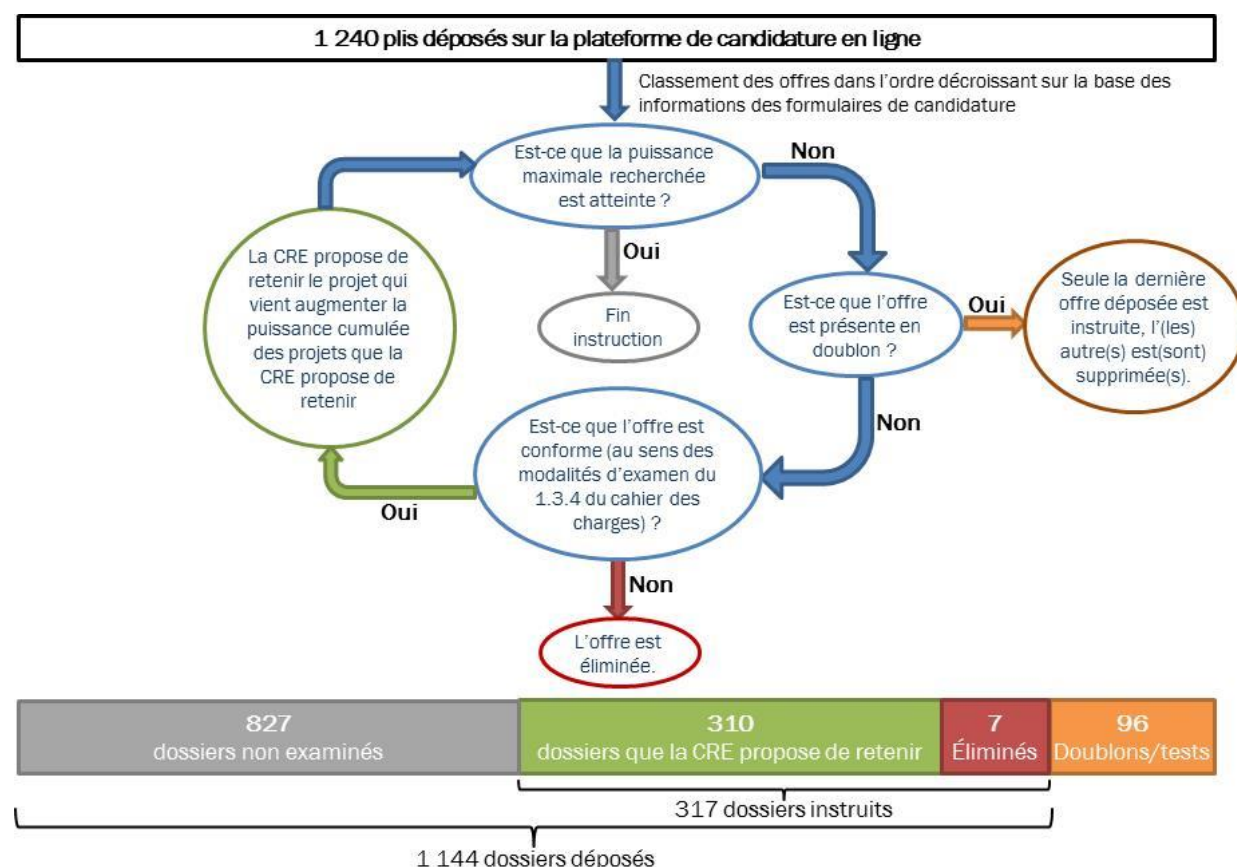 1 240 plis déposés sur la plateforme de candidature en ligne
Classement des offres dans l'ordre décroissant sur la base des
informations des formulaires de candidature
Est-ce que la puissance
maximale recherchée
est atteinte ?
Non
Oui
La CRE propose de
retenir le projet qui
vient augmenter la
puissance cumulée
des projets que la
CRE propose de
retenir
Fin
instruction
Est-ce que l'offre
est présente en
doublon ?
Oui
Seule la dernière
offre déposée est
instruite, l'(les)
autre(s) est(sont)
supprimée(s).
Non
Est-ce que l'offre est
conforme (au sens des
modalités d'examen du
1.3.4 du cahier des
charges) ?
Oui
Non
L'offre est
éliminée.
827
dossiers non examinés
310
dossiers que la CRE propose de retenir
7
Éliminés
96
Doublons/tests
317 dossiers instruits
1 144 dossiers déposés